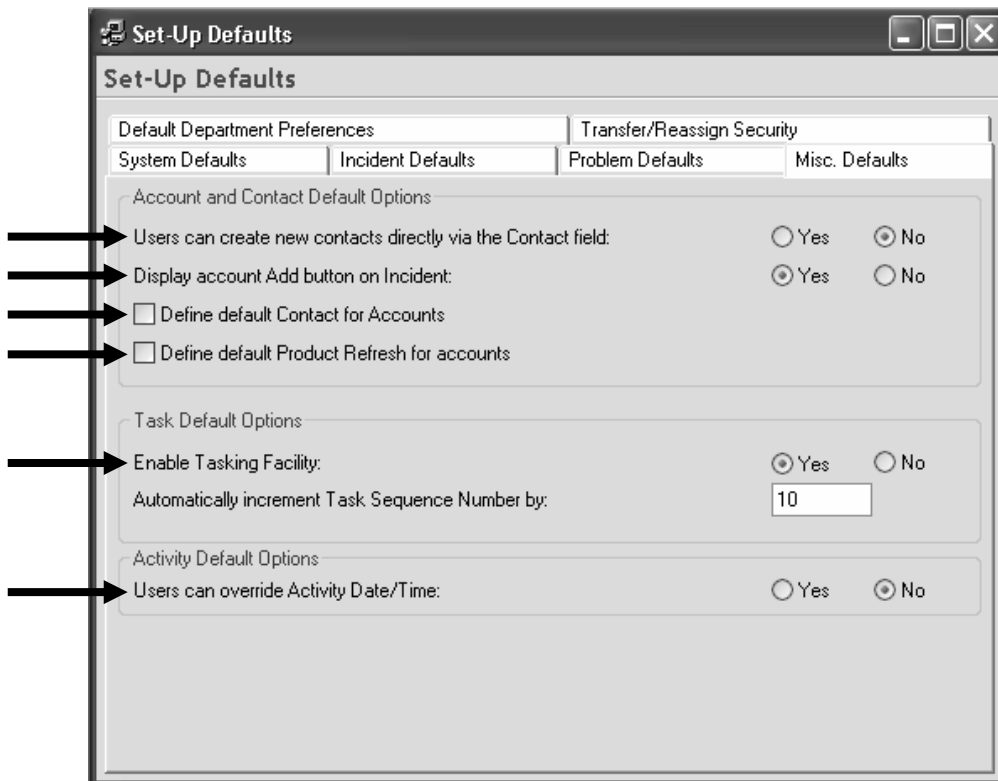 Set-Up Defaults
Set-Up Defaults
Default Department Preferences Transfer/Reassign Security
System Defaults Incident Defaults Problem Defaults Misc. Defaults
Account and Contact Default Options
Users can create new contacts directly via the Contact field: Yes No
Display account Add button on Incident: Yes No
Define default Contact for Accounts
Define default Product Refresh for accounts
Task Default Options
Enable Tasking Facility: Yes No
Automatically increment Task Sequence Number by: 10
Activity Default Options
Users can override Activity Date/Time: Yes No